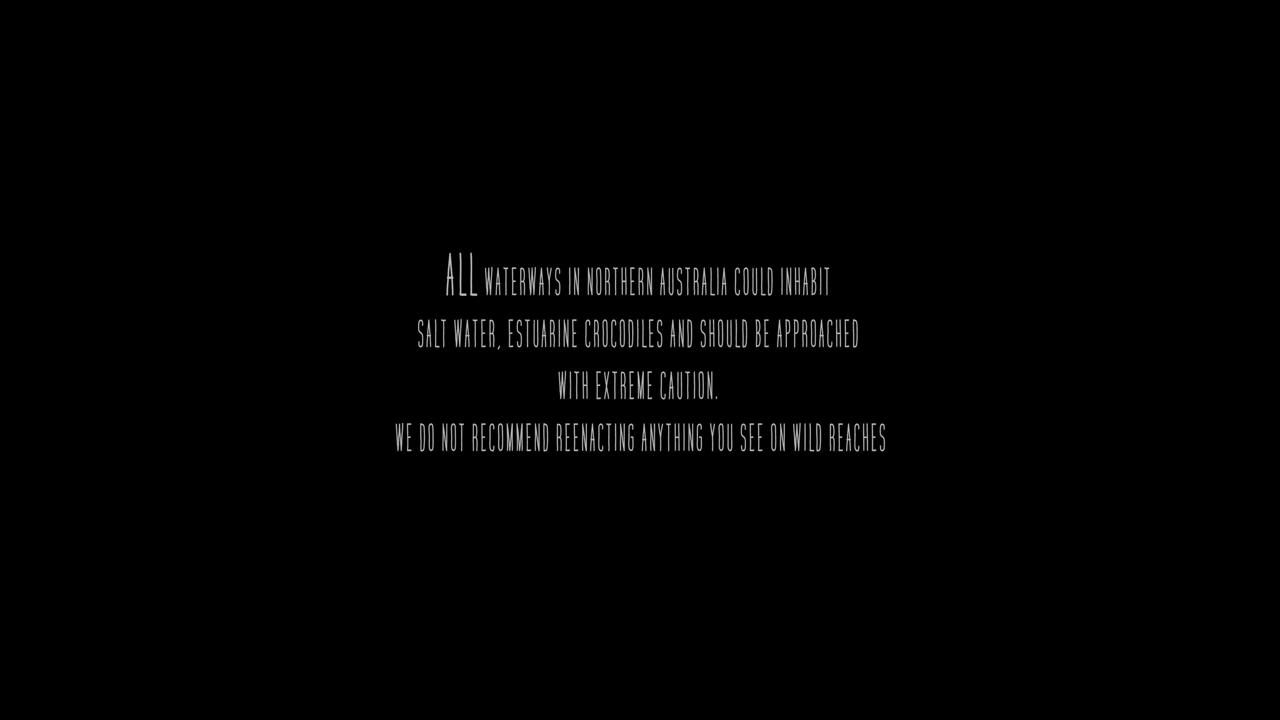 ALL WATERWAYS IN NORTHERN AUSTRALIA COULD INHABIT
SALT WATER, ESTUARINE CROCODILES AND SHOULD BE APPROACHED
WITH EXTREME CAUTION.
WE DO NOT RECOMMEND REENACTING ANYTHING YOU SEE ON WILD REACHES